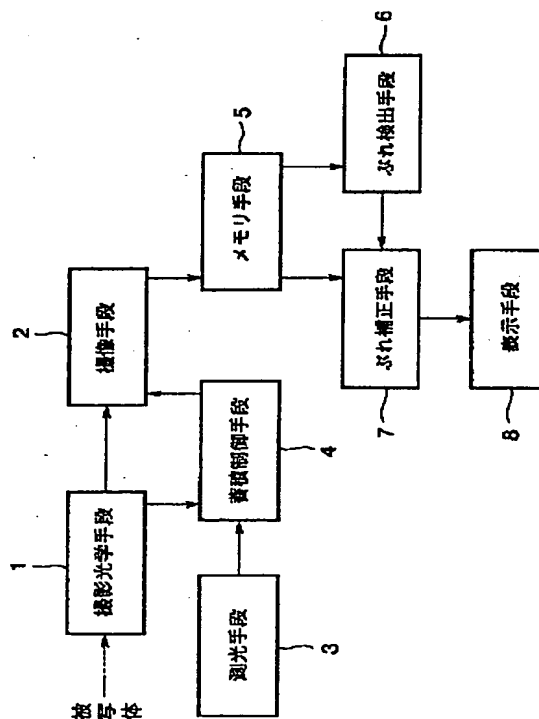 被写体
1
撮影光学手段
2
撮像手段
3
測光手段
4
蓄積制御手段
5
メモリ手段
6
ぶれ検出手段
7
ぶれ補正手段
8
表示手段